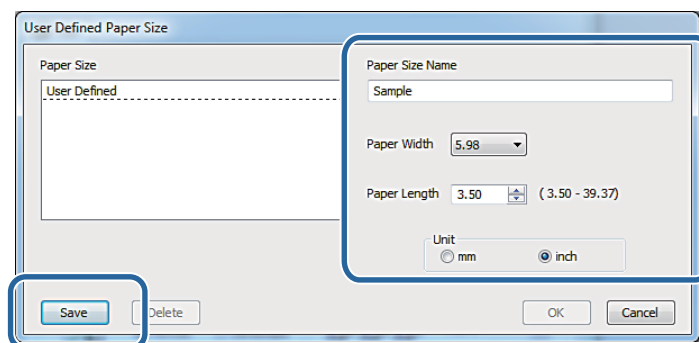 User Defined Paper Size
Paper Size
User Defined
Paper Size Name
Sample
Paper Width 5.98
Paper Length 3.50 ( 3.50 - 39.37)
Unit
mm inch
Save Delete OK Cancel